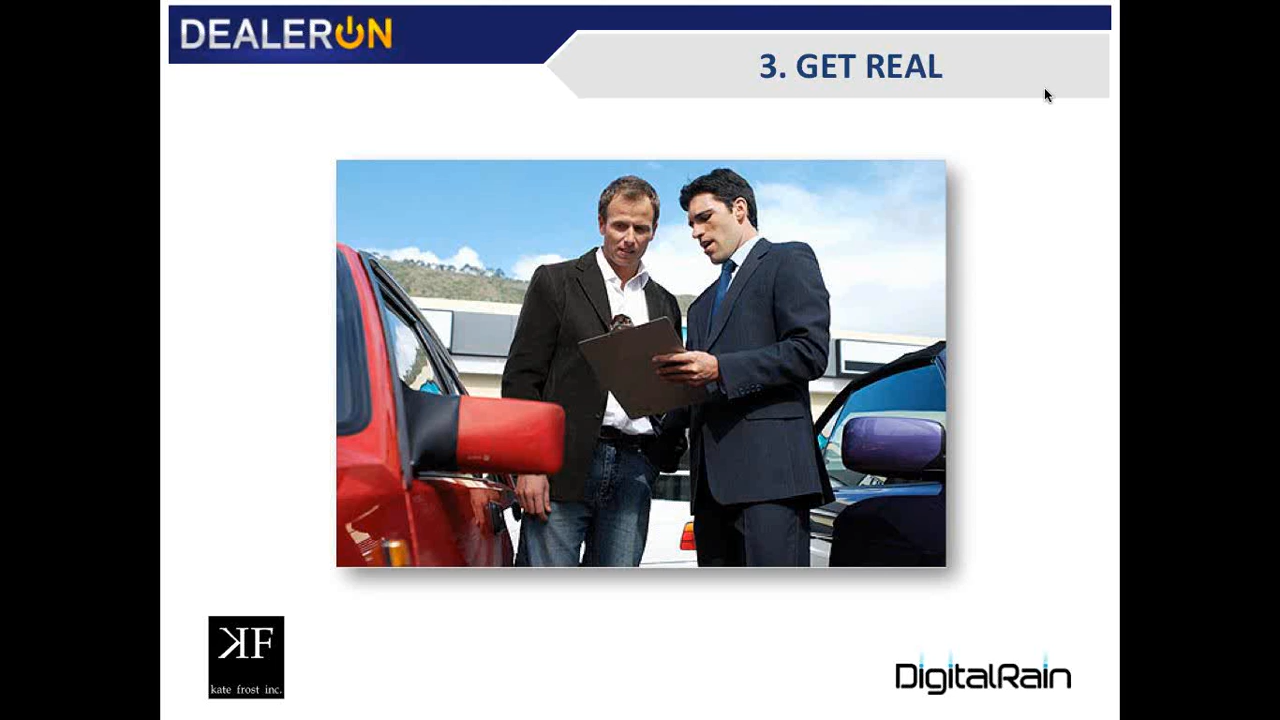 DEALERON
3. GET REAL
KF
kate frost inc.
DigitalRain